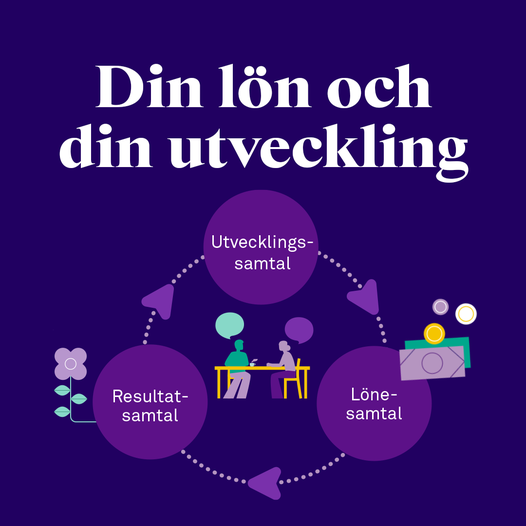 Din lön och
din utveckling
Utvecklings-
samtal
Resultat-
samtal
Löne-
samtal